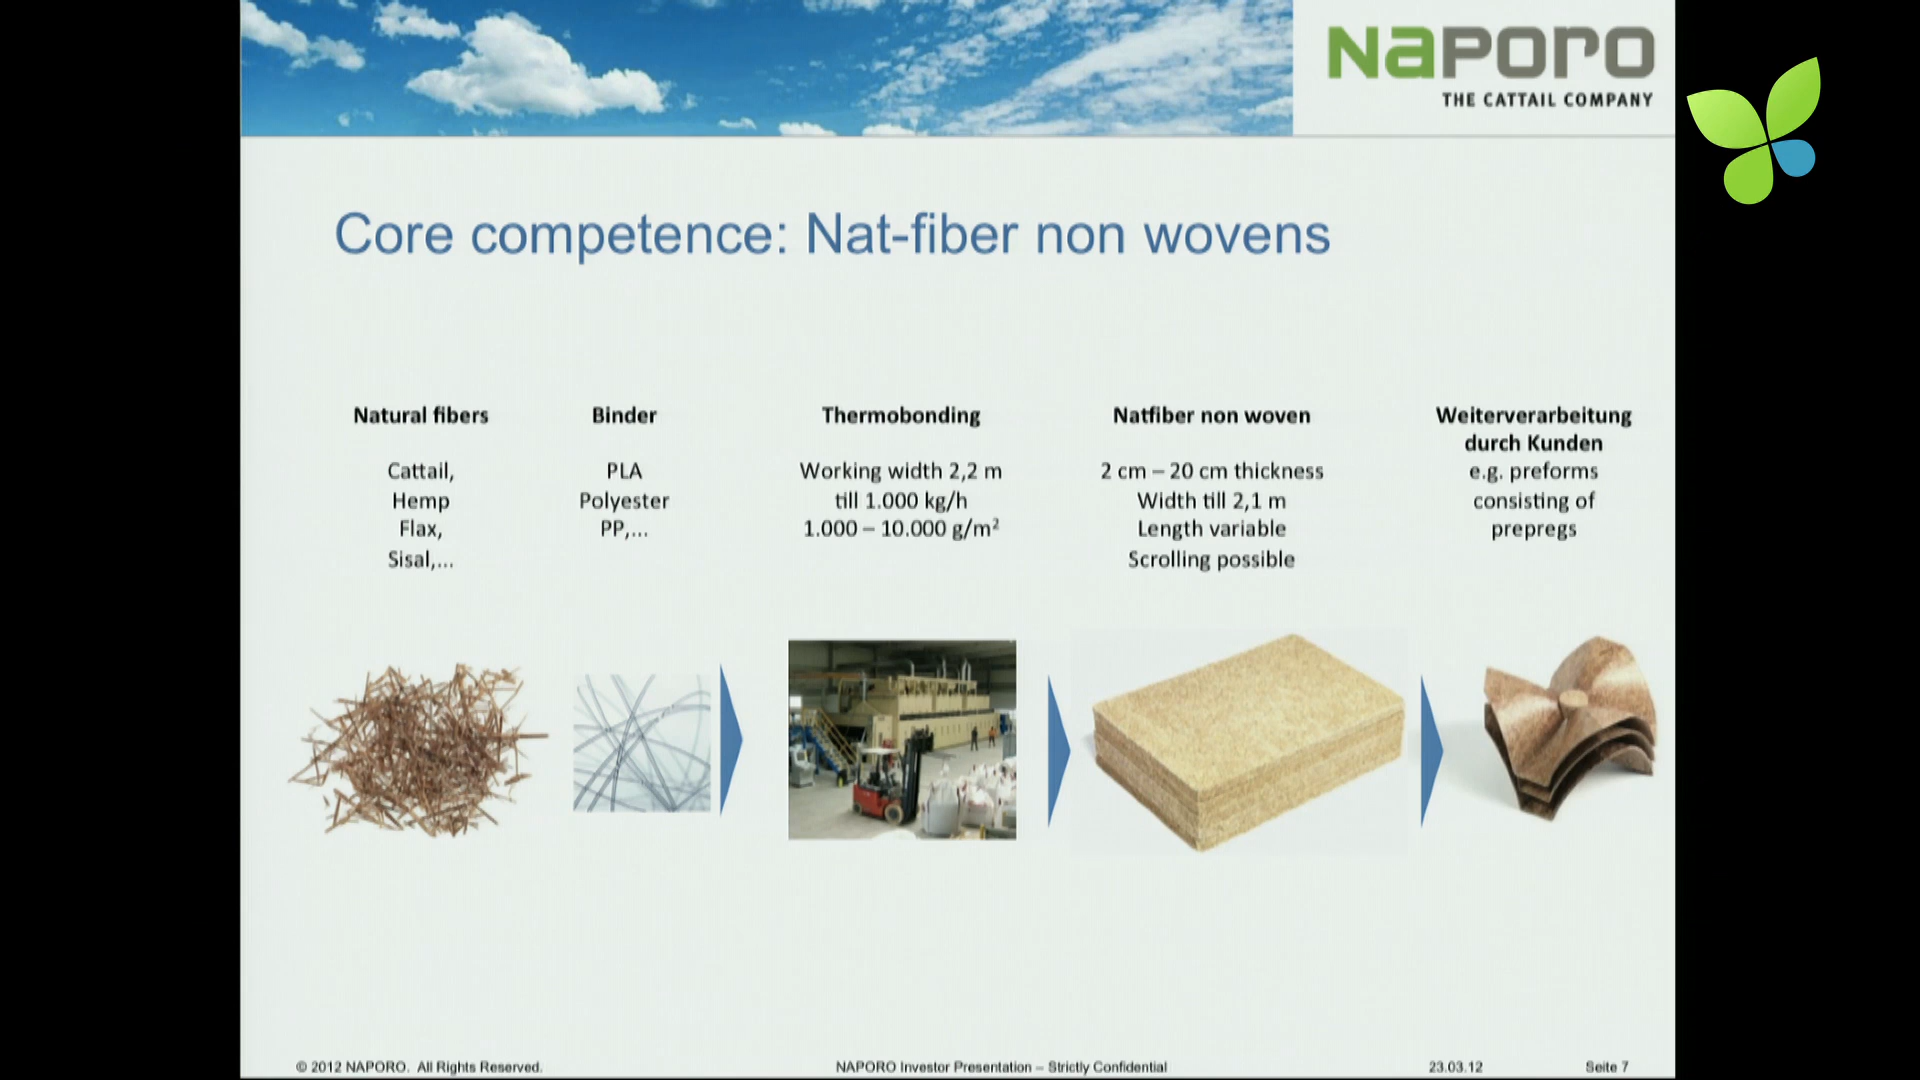 NaPoro
THE CATTAIL COMPANY
Core competence: Nat-fiber non wovens
Natural fibers
Cattail,
Hemp
Flax,
Sisal,...
Binder
PLA
Polyester
PP,...
Thermobonding
Working width 2,2 m
till 1.000 kg/h
1.000 – 10.000 g/m²
Natfiber non woven
2 cm – 20 cm thickness
Width till 2,1 m
Length variable
Scrolling possible
Weiterverarbeitung
durch Kunden
e.g. preforms
consisting of
prepregs
© 2012 NAPORO. All Rights Reserved.
NAPORO Investor Presentation – Strictly Confidential
23.03.12
Seite 7